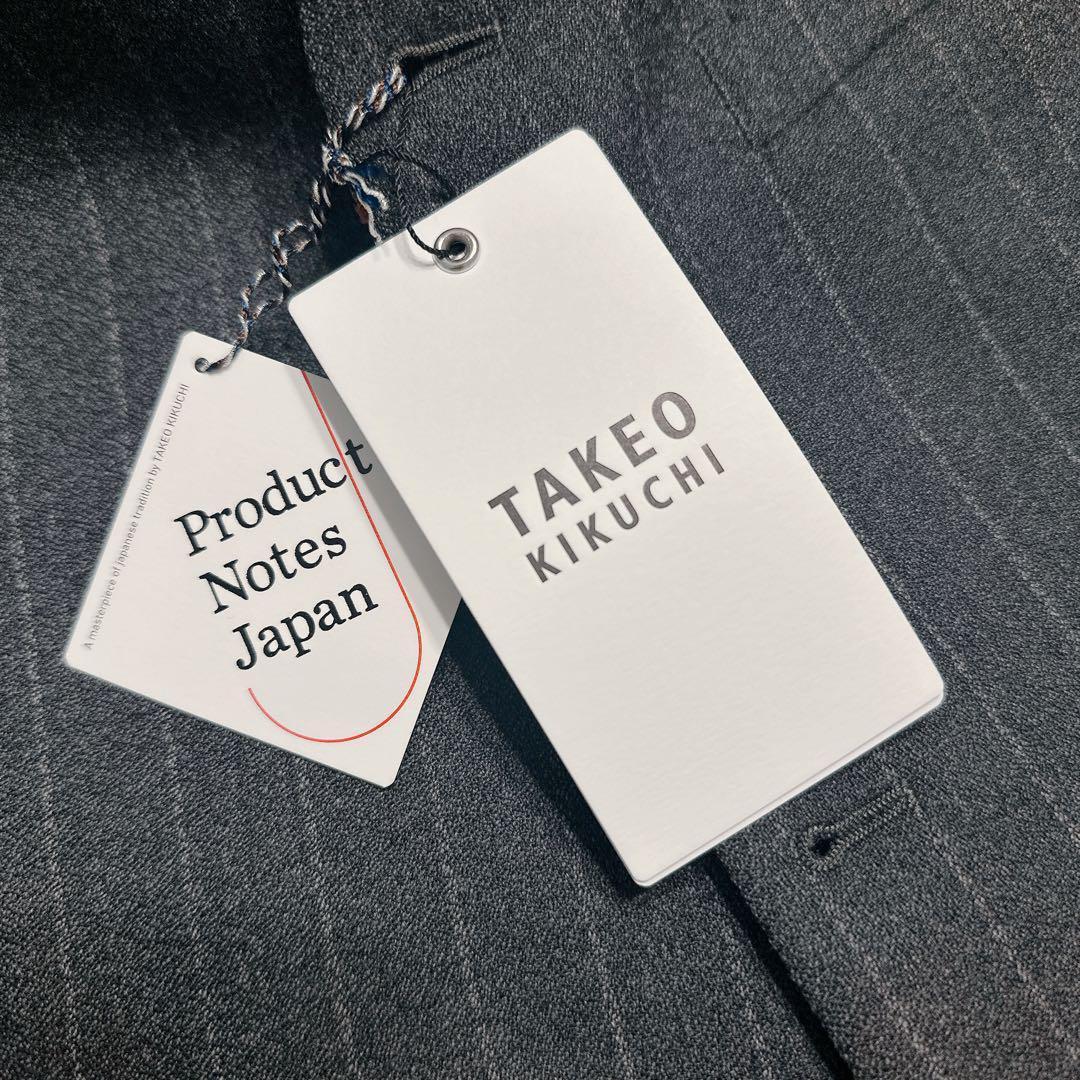 A masterpiece of japanese tradition by TAKEO KIKUCHI
Product
Notes
Japan
TAKEO
KIKUCHI